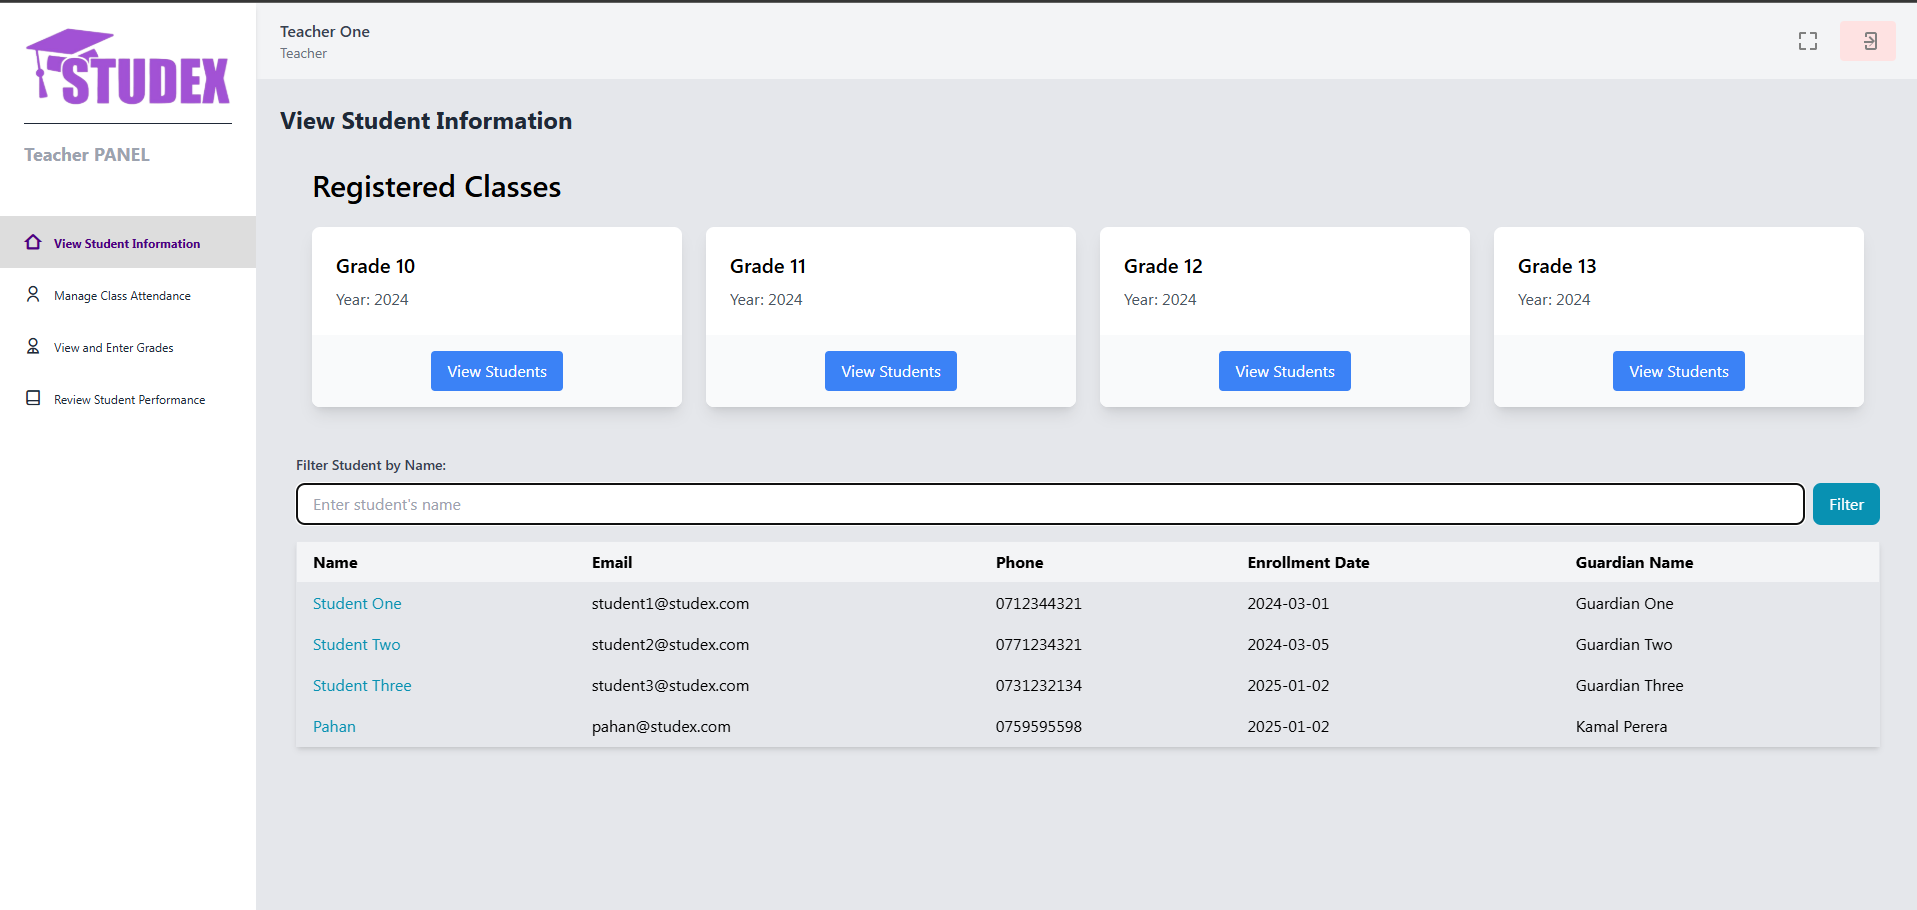 STUDEX
Teacher PANEL
View Student Information
Manage Class Attendance
View and Enter Grades
Review Student Performance
Teacher One
Teacher
View Student Information
Registered Classes
Grade 10
Year: 2024
View Students
Grade 11
Year: 2024
View Students
Grade 12
Year: 2024
View Students
Grade 13
Year: 2024
View Students
Filter Student by Name:
Enter student's name
Filter
Name Email Phone Enrollment Date Guardian Name
Student One student1@studex.com 0712344321 2024-03-01 Guardian One
Student Two student2@studex.com 0771234321 2024-03-05 Guardian Two
Student Three student3@studex.com 0731232134 2025-01-02 Guardian Three
Pahan pahan@studex.com 0759595598 2025-01-02 Kamal Perera